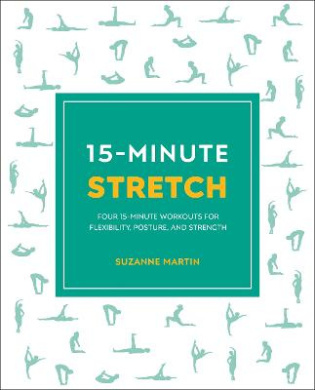 15-MINUTE
STRETCH
FOUR 15-MINUTE WORKOUTS FOR
FLEXIBILITY, POSTURE, AND STRENGTH
SUZANNE MARTIN